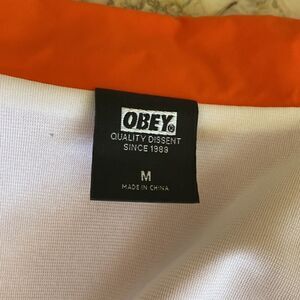 OBEY®
QUALITY DISSENT
SINCE 1989
M
MADE IN CHINA